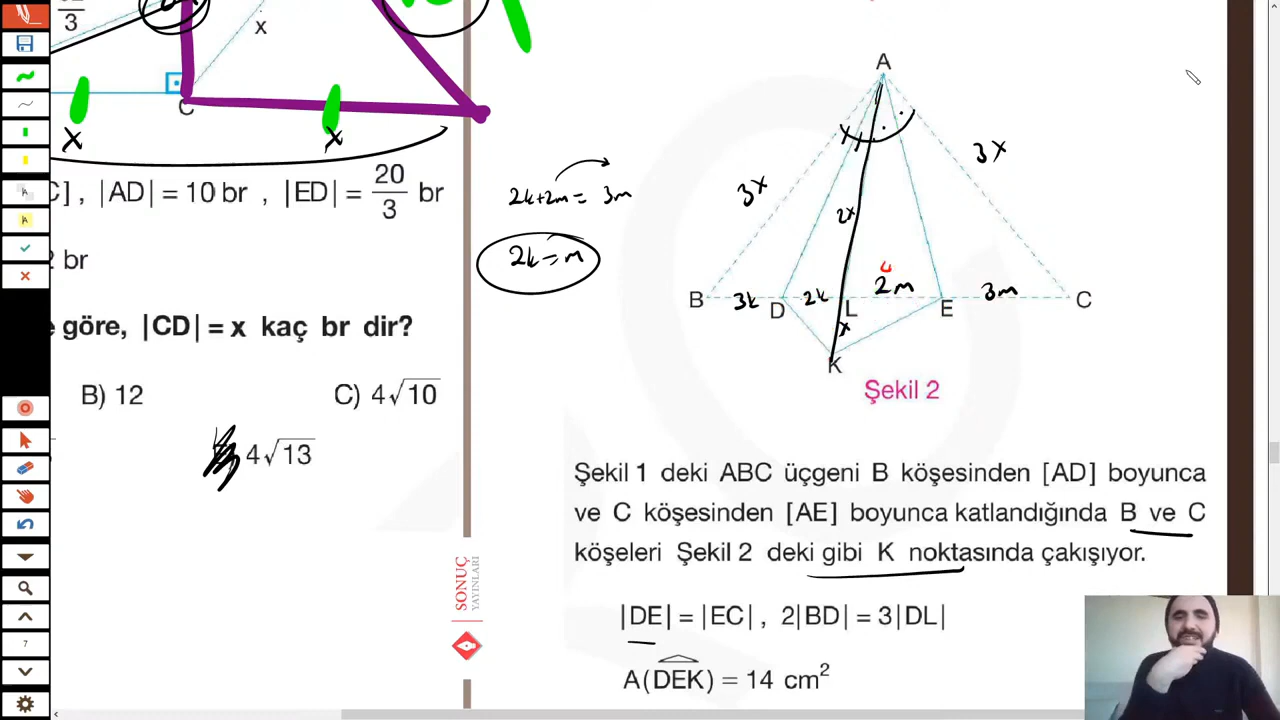 x
C
x
x
C] , |AD| = 10 br , |ED| = 20/3 br
2 br
e göre, |CD| = x kaç br dir?
B) 12
C) 4√10
4√13
2k+2m = 3m
2k = m
A
3x
3x
2x
B
3k
D
2k
L
2m
E
3m
C
x
K
Şekil 2
Şekil 1 deki ABC üçgeni B köşesinden [AD] boyunca
ve C köşesinden [AE] boyunca katlandığında B ve C
köşeleri Şekil 2 deki gibi K noktasında çakışıyor.
|DE| = |EC| , 2|BD| = 3|DL|
A(DEK) = 14 cm²
SONUÇ
YAYINLARI
7